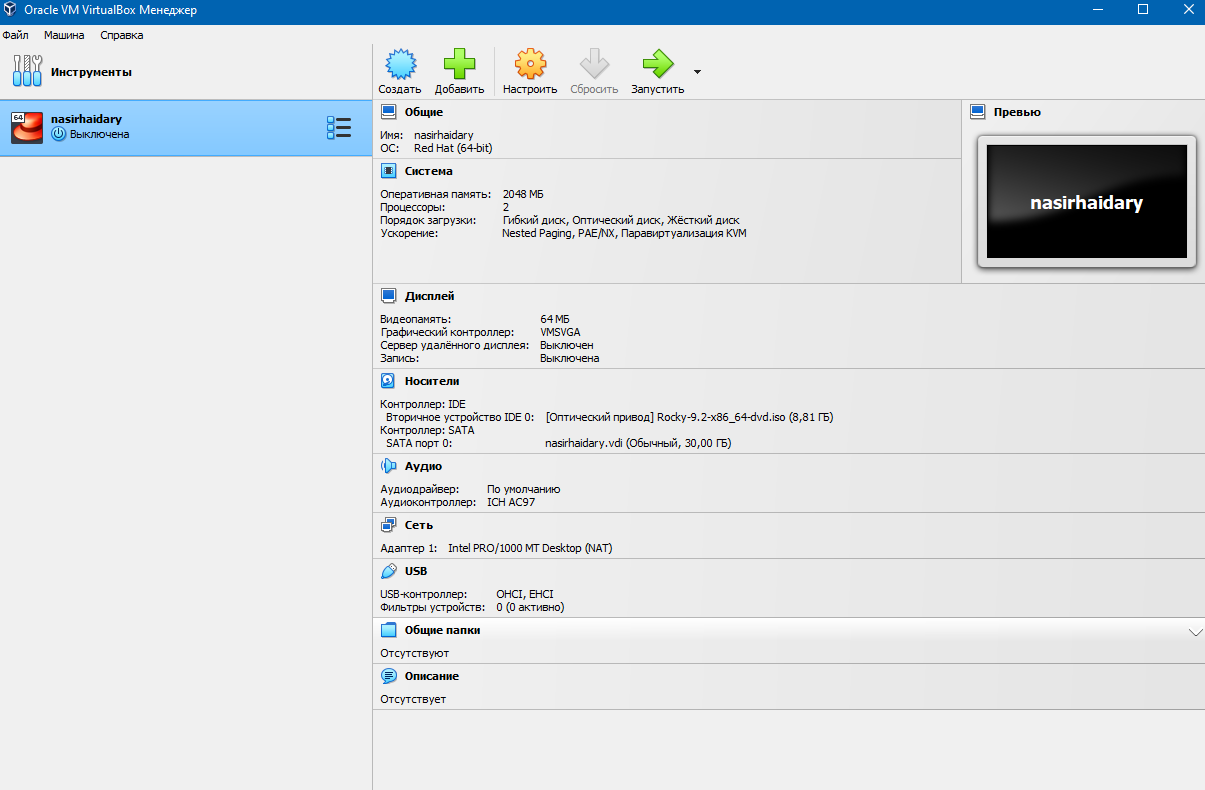 Oracle VM VirtualBox Менеджер
Файл Машина Справка
Инструменты
Создать Добавить Настроить Сбросить Запустить
64
nasirhaidary
Выключена
Общие
Имя: nasirhaidary
ОС: Red Hat (64-bit)
Превью
nasirhaidary
Система
Оперативная память: 2048 МБ
Процессоры: 2
Порядок загрузки: Гибкий диск, Оптический диск, Жёсткий диск
Ускорение: Nested Paging, PAE/NX, Паравиртуализация KVM
Дисплей
Видеопамять: 64 МБ
Графический контроллер: VMSVGA
Сервер удалённого дисплея: Выключен
Запись: Выключена
Носители
Контроллер: IDE
Вторичное устройство IDE 0: [Оптический привод] Rocky-9.2-x86_64-dvd.iso (8,81 ГБ)
Контроллер: SATA
SATA порт 0: nasirhaidary.vdi (Обычный, 30,00 ГБ)
Аудио
Аудиодрайвер: По умолчанию
Аудиоконтроллер: ICH AC97
Сеть
Адаптер 1: Intel PRO/1000 MT Desktop (NAT)
USB
USB-контроллер: OHCI, EHCI
Фильтры устройств: 0 (0 активно)
Общие папки
Отсутствуют
Описание
Отсутствует